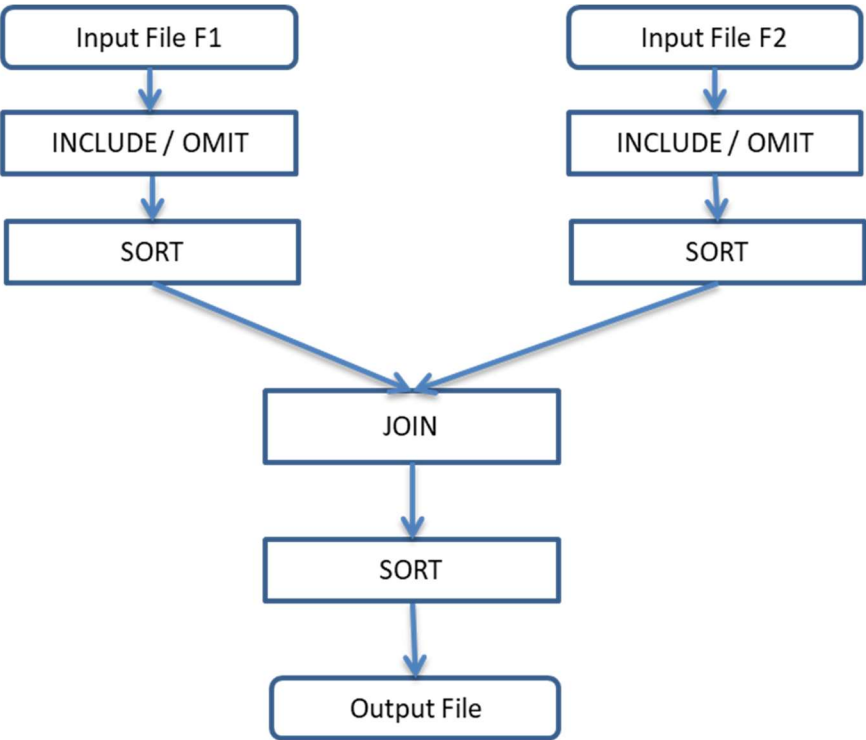 Input File F1
Input File F2
INCLUDE / OMIT
INCLUDE / OMIT
SORT
SORT
JOIN
SORT
Output File